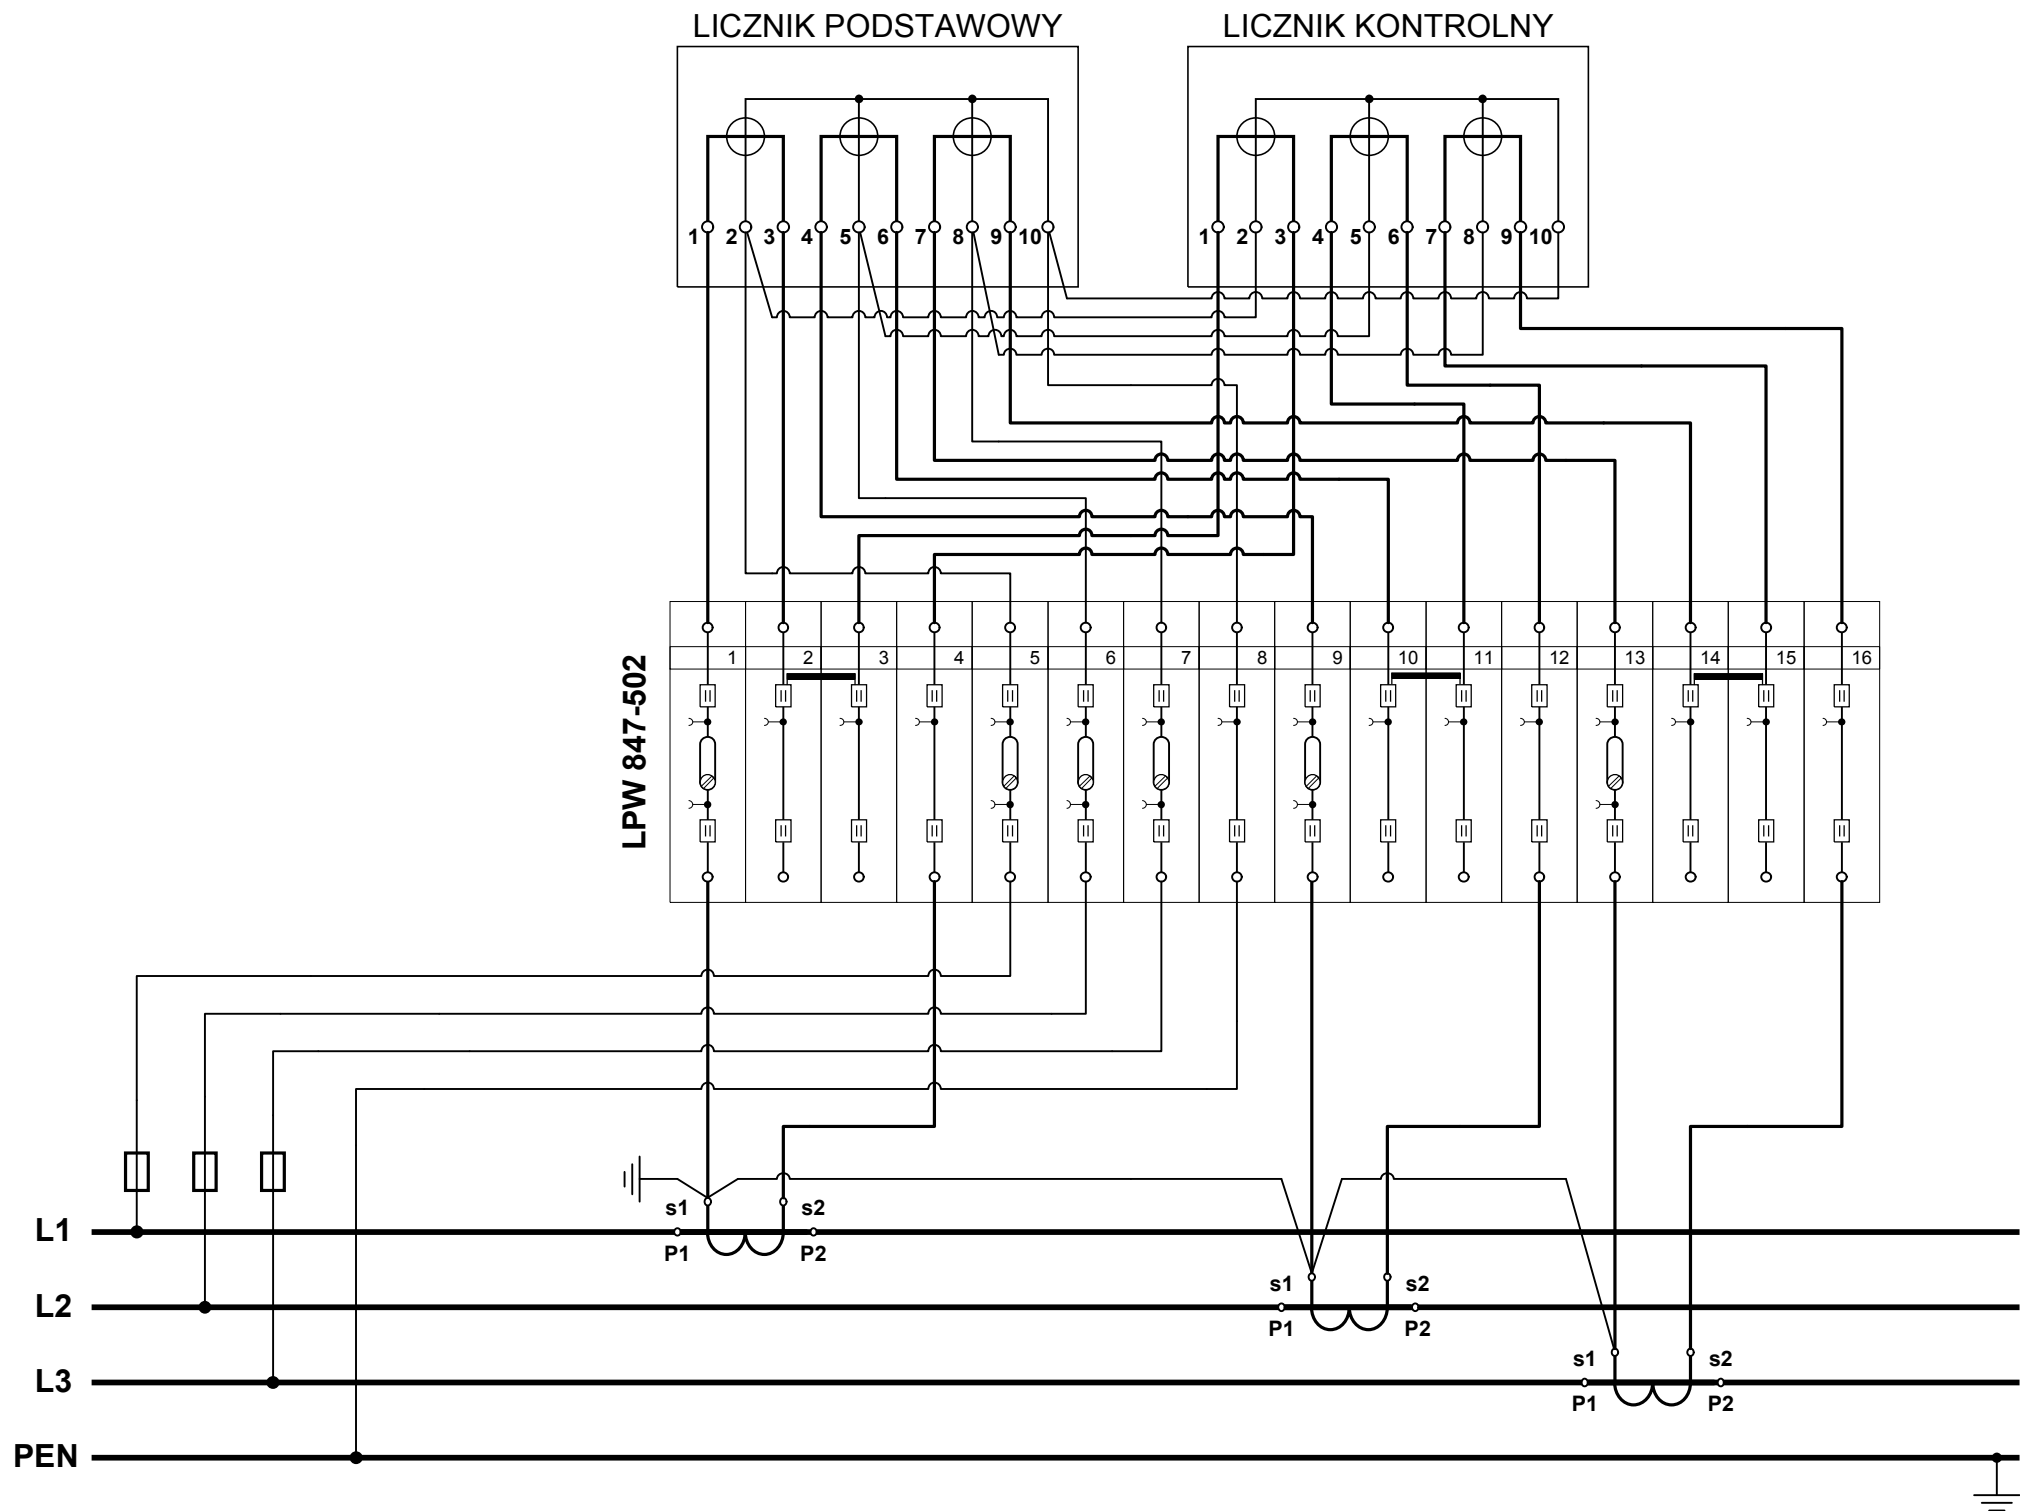 LICZNIK PODSTAWOWY LICZNIK KONTROLNY
1 2 3 4 5 6 7 8 9 10 1 2 3 4 5 6 7 8 9 10
1 2 3 4 5 6 7 8 9 10 11 12 13 14 15 16
LPW 847-502
s1 s2
L1
P1 P2
s1 s2
L2
P1 P2
s1 s2
L3
P1 P2
PEN